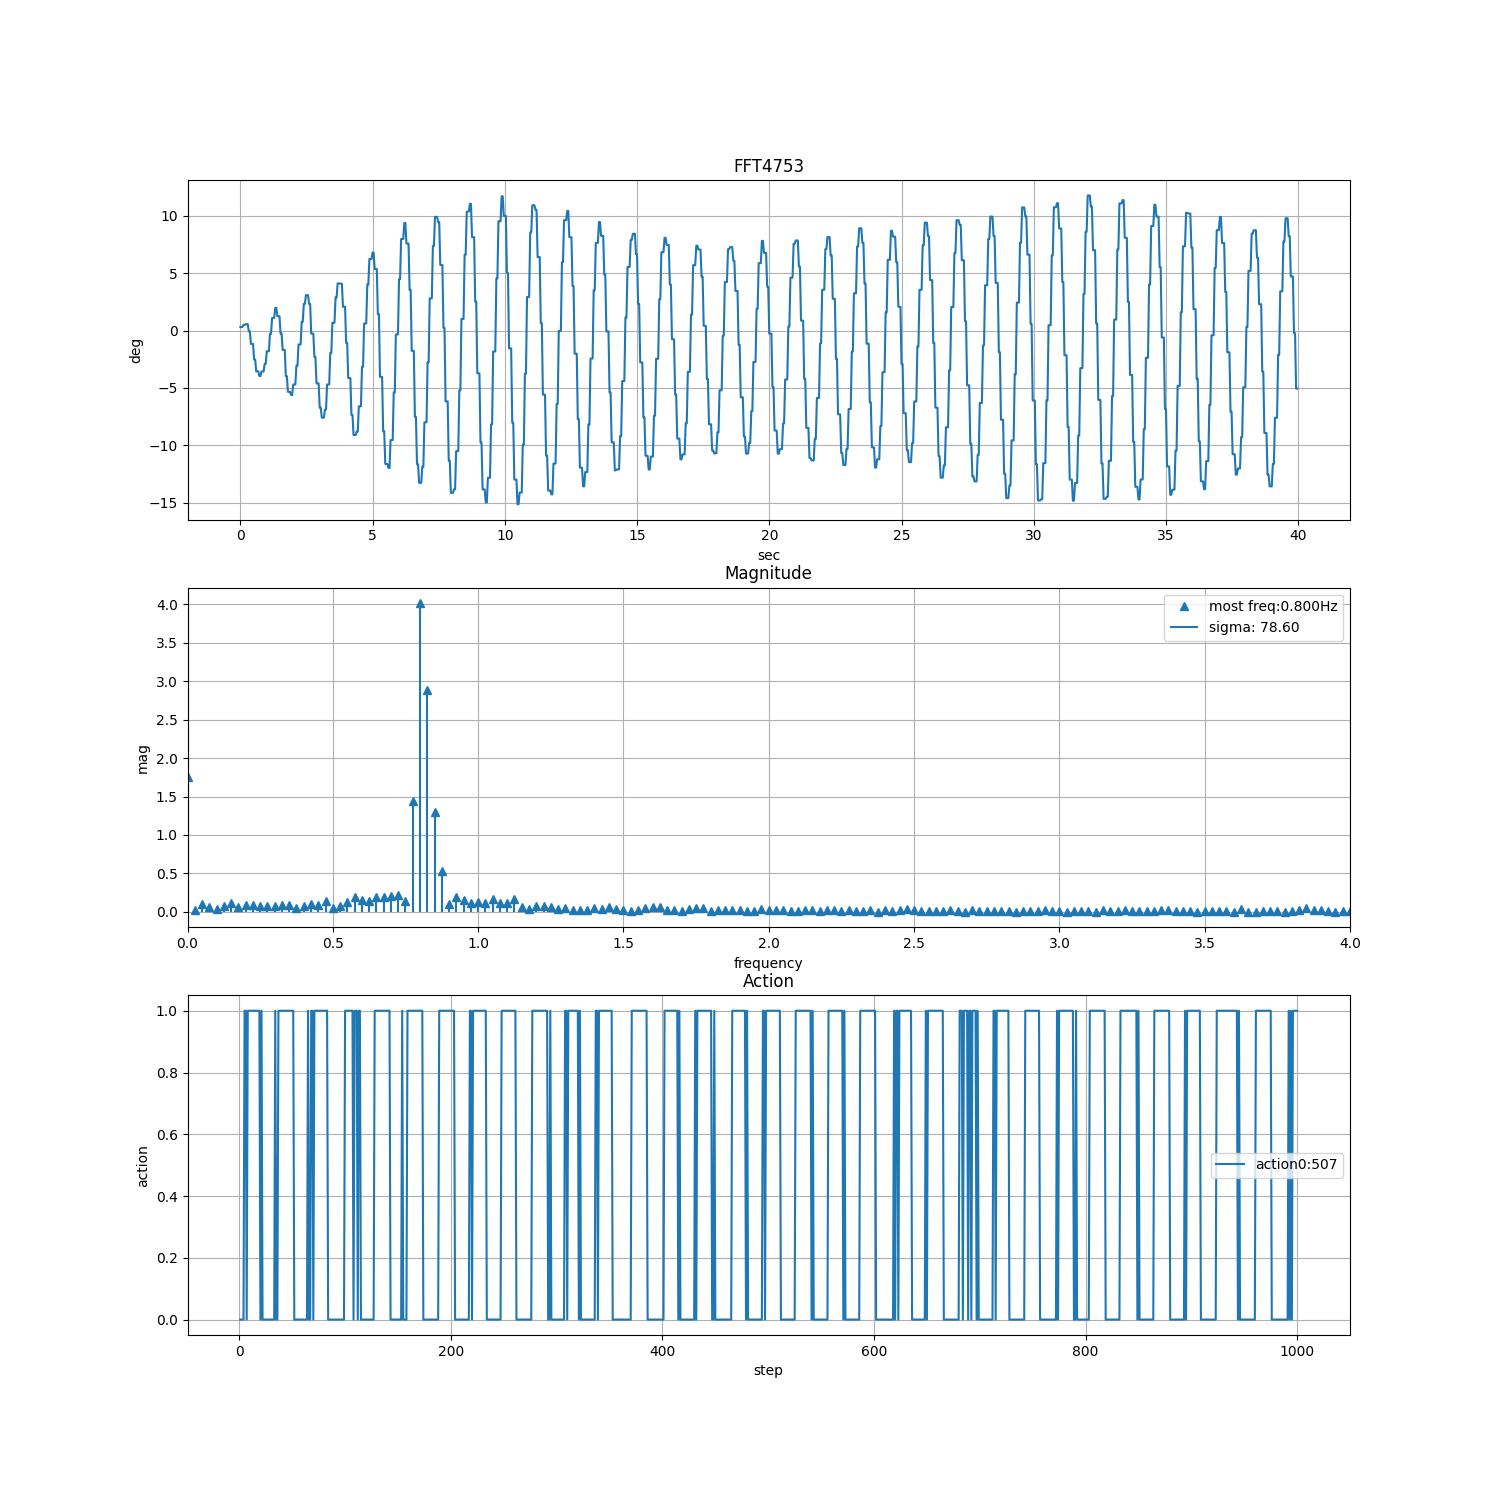 FFT4753
10
5
0
−5
−10
−15
deg
0 5 10 15 20 25 30 35 40
sec
Magnitude
4.0
3.5
3.0
2.5
2.0
1.5
1.0
0.5
0.0
mag
most freq:0.800Hz
sigma: 78.60
0.0 0.5 1.0 1.5 2.0 2.5 3.0 3.5 4.0
frequency
Action
1.0
0.8
0.6
0.4
0.2
0.0
action
action0:507
0 200 400 600 800 1000
step